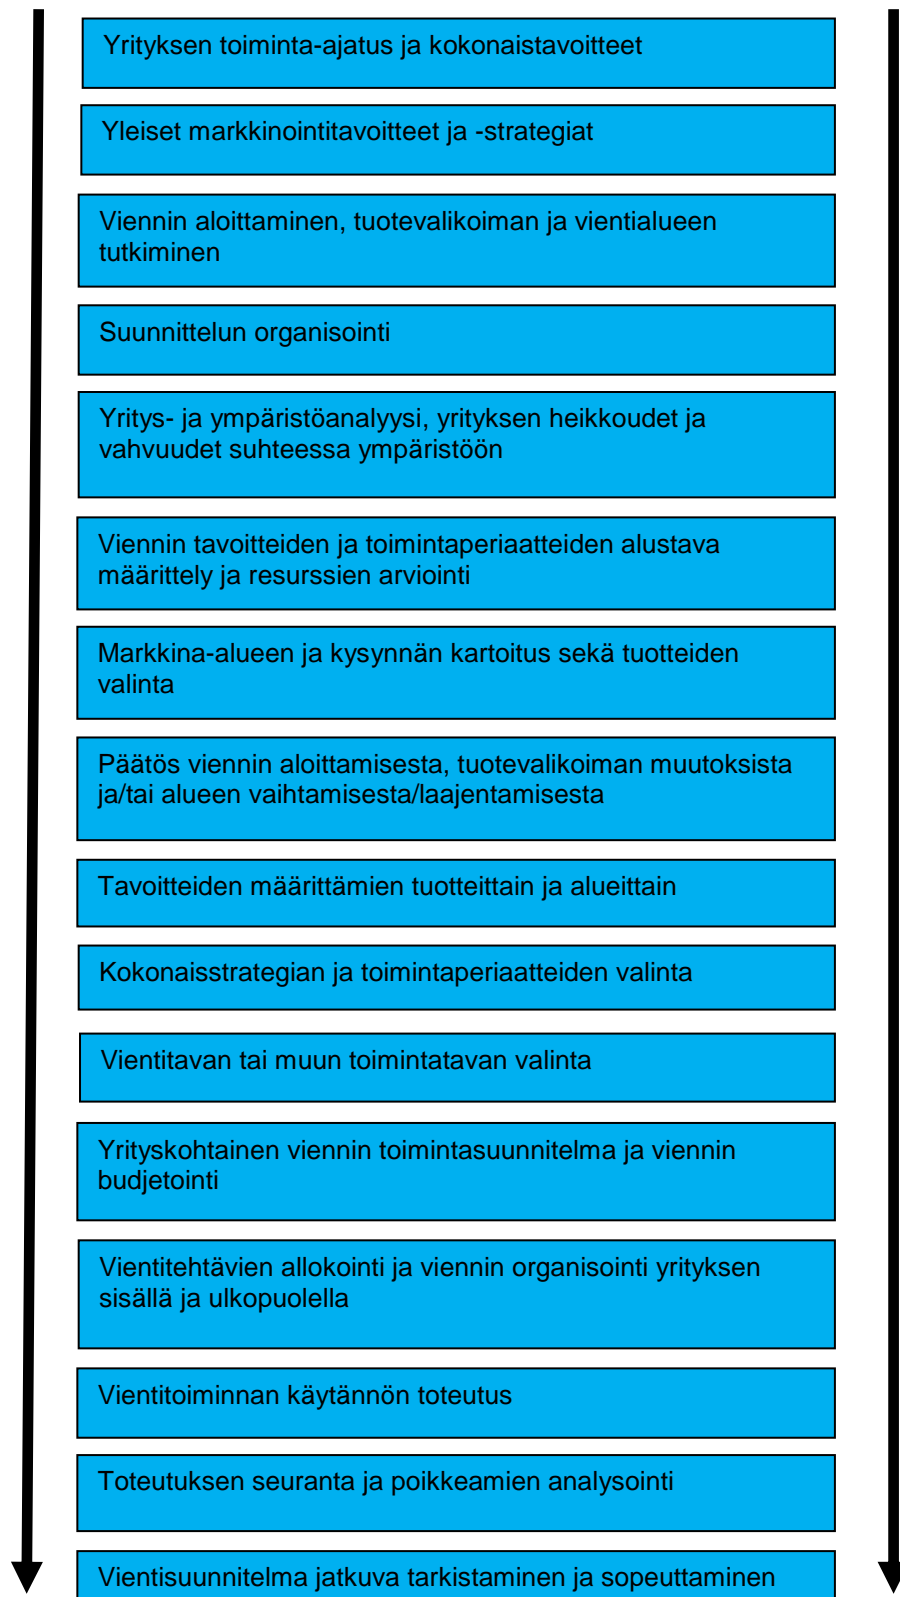 Yrityksen toiminta-ajatus ja kokonaistavoitteet
Yleiset markkinointitavoitteet ja -strategiat
Viennin aloittaminen, tuotevalikoiman ja vientialueen
tutkiminen
Suunnittelun organisointi
Yritys- ja ympäristöanalyysi, yrityksen heikkoudet ja
vahvuudet suhteessa ympäristöön
Viennin tavoitteiden ja toimintaperiaatteiden alustava
määrittely ja resurssien arviointi
Markkina-alueen ja kysynnän kartoitus sekä tuotteiden
valinta
Päätös viennin aloittamisesta, tuotevalikoiman muutoksista
ja/tai alueen vaihtamisesta/laajentamisesta
Tavoitteiden määrittämien tuotteittain ja alueittain
Kokonaisstrategian ja toimintaperiaatteiden valinta
Vientitavan tai muun toimintatavan valinta
Yrityskohtainen viennin toimintasuunnitelma ja viennin
budjetointi
Vientitehtävien allokointi ja viennin organisointi yrityksen
sisällä ja ulkopuolella
Vientitoiminnan käytännön toteutus
Toteutuksen seuranta ja poikkeamien analysointi
Vientisuunnitelma jatkuva tarkistaminen ja sopeuttaminen